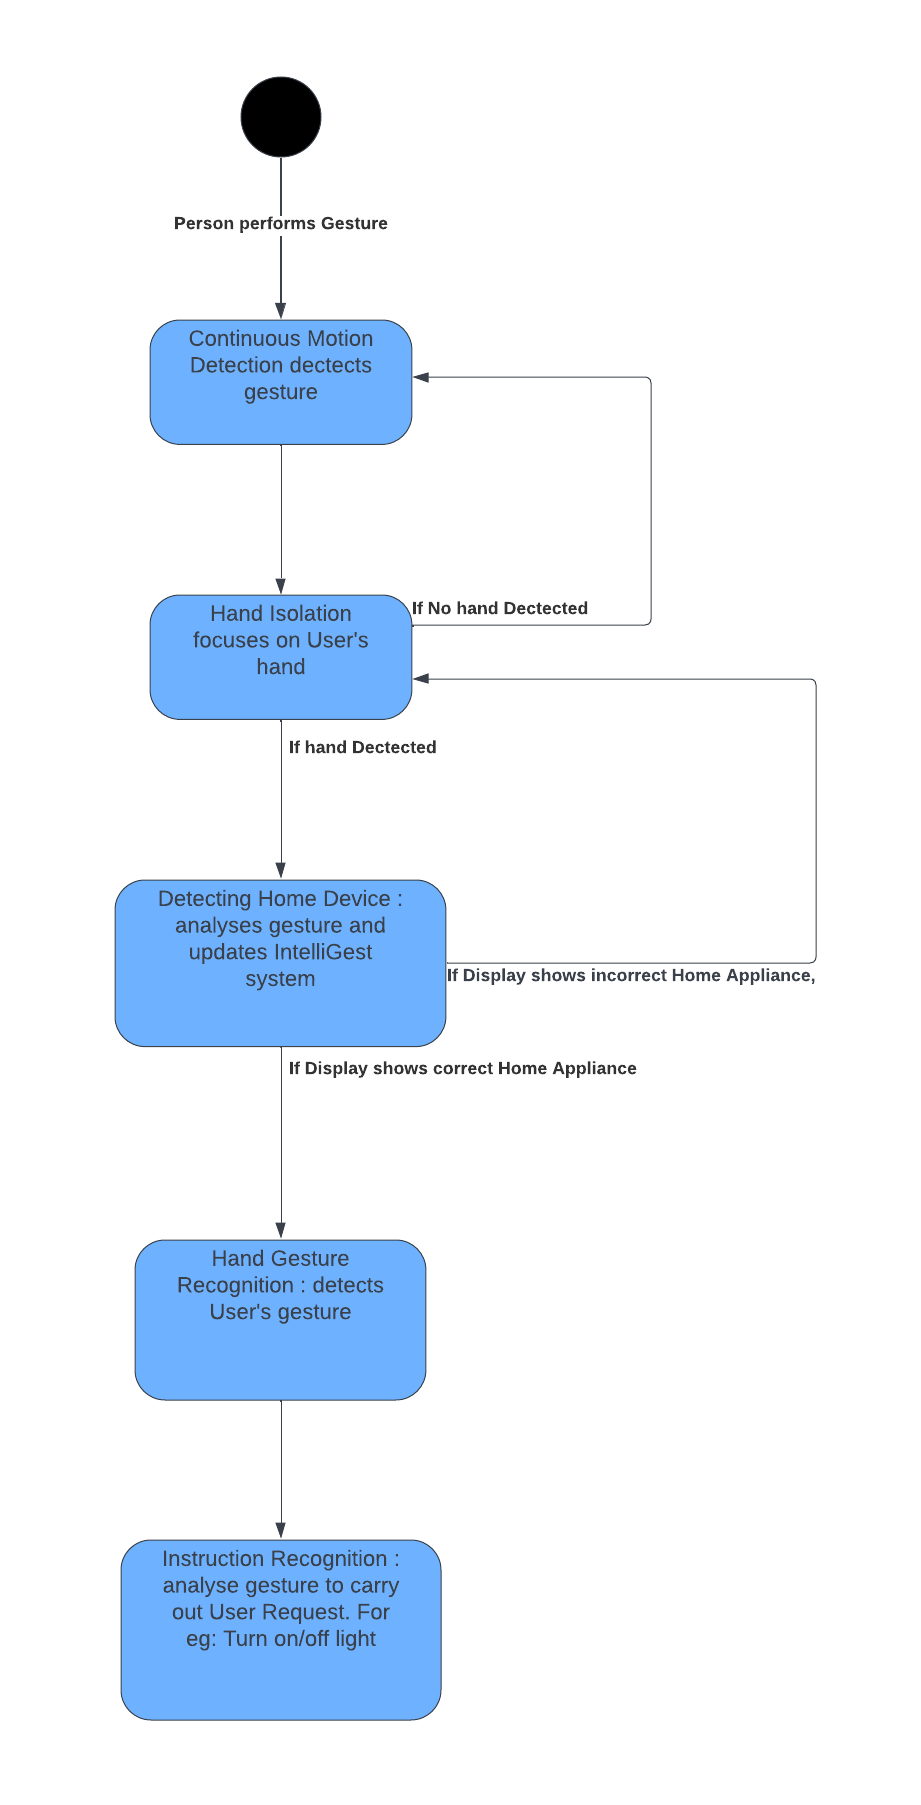 Person performs Gesture
Continuous Motion
Detection dectects
gesture
If No hand Dectected
Hand Isolation
focuses on User's
hand
If hand Dectected
Detecting Home Device :
analyses gesture and
updates IntelliGest
system
If Display shows incorrect Home Appliance,
If Display shows correct Home Appliance
Hand Gesture
Recognition : detects
User's gesture
Instruction Recognition :
analyse gesture to carry
out User Request. For
eg: Turn on/off light